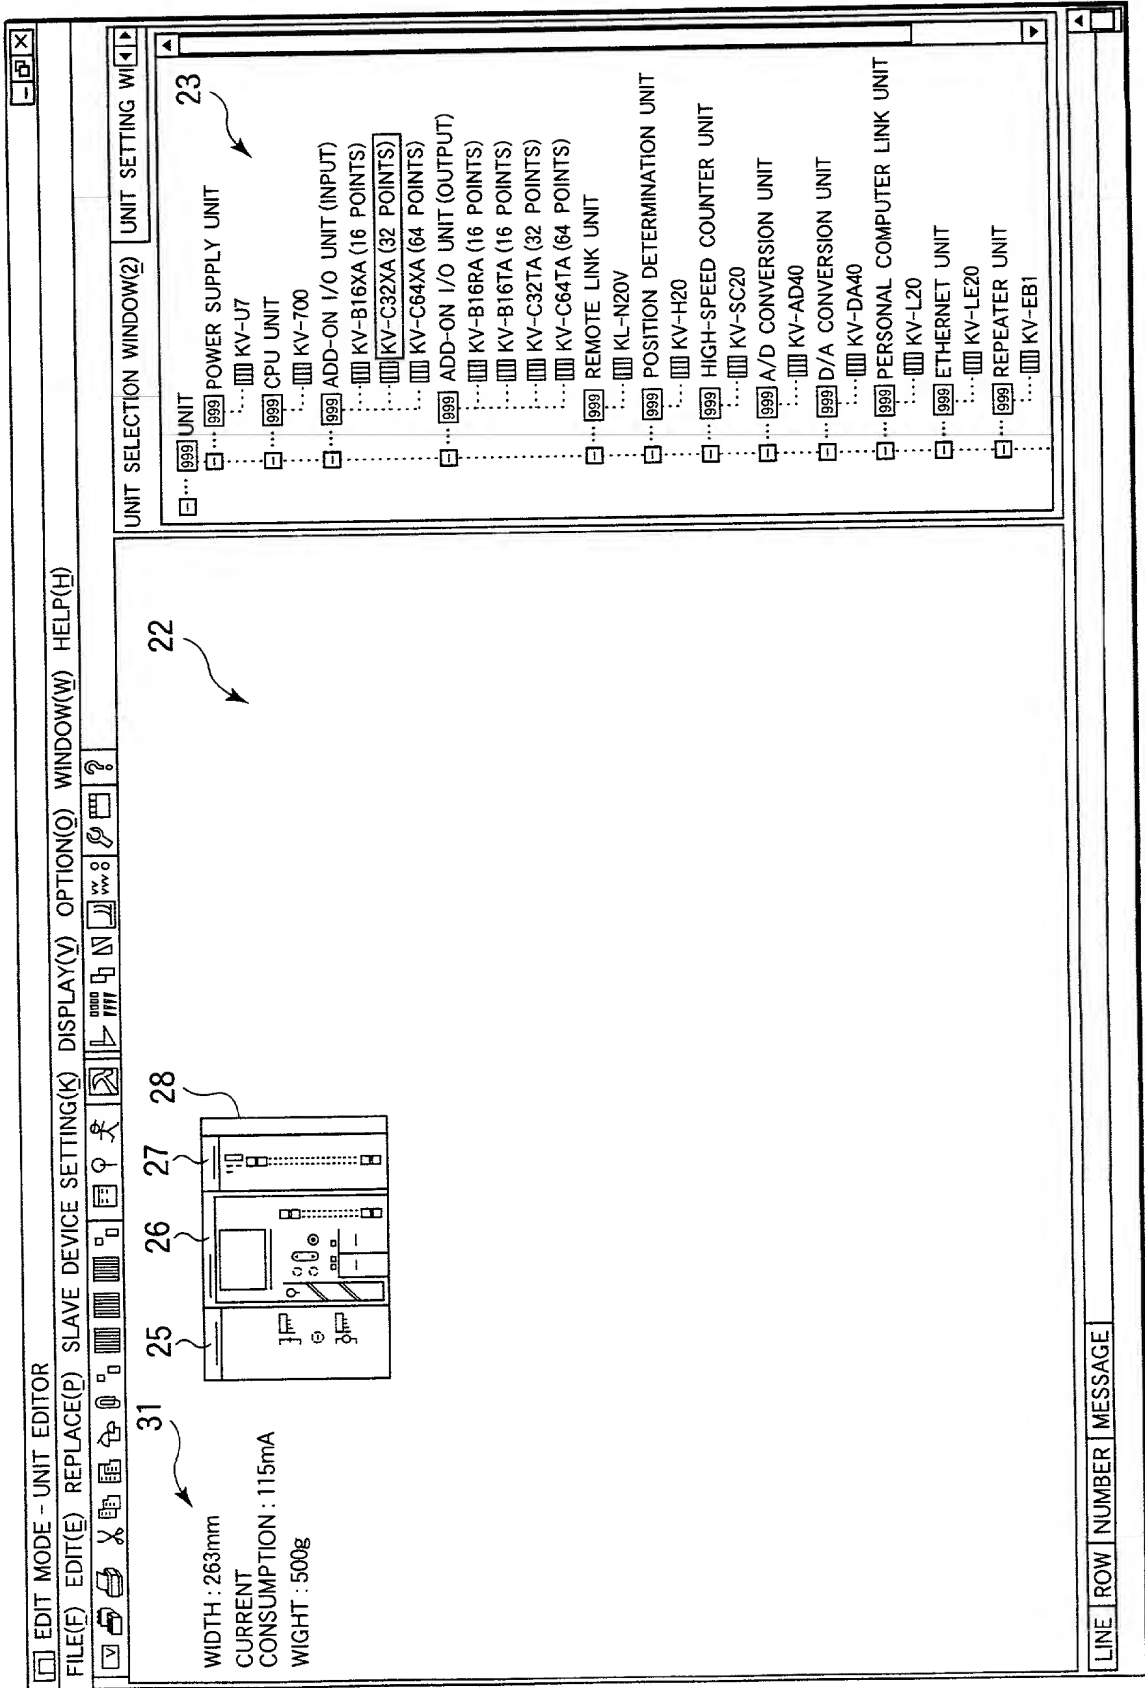 EDIT MODE - UNIT EDITOR
FILE(F) EDIT(E) REPLACE(P) SLAVE DEVICE SETTING(K) DISPLAY(V) OPTION(O) WINDOW(W) HELP(H)
V
?
UNIT SELECTION WINDOW(2) UNIT SETTING WI
31
25
26
27
28
22
23
WIDTH : 263mm
CURRENT
CONSUMPTION : 115mA
WIGHT : 500g
999 UNIT
999 POWER SUPPLY UNIT
KV-U7
999 CPU UNIT
KV-700
999 ADD-ON I/O UNIT (INPUT)
KV-B16XA (16 POINTS)
KV-C32XA (32 POINTS)
KV-C64XA (64 POINTS)
999 ADD-ON I/O UNIT (OUTPUT)
KV-B16RA (16 POINTS)
KV-B16TA (16 POINTS)
KV-C32TA (32 POINTS)
KV-C64TA (64 POINTS)
999 REMOTE LINK UNIT
KL-N20V
999 POSITION DETERMINATION UNIT
KV-H20
999 HIGH-SPEED COUNTER UNIT
KV-SC20
999 A/D CONVERSION UNIT
KV-AD40
999 D/A CONVERSION UNIT
KV-DA40
999 PERSONAL COMPUTER LINK UNIT
KV-L20
999 ETHERNET UNIT
KV-LE20
999 REPEATER UNIT
KV-EB1
LINE ROW NUMBER MESSAGE